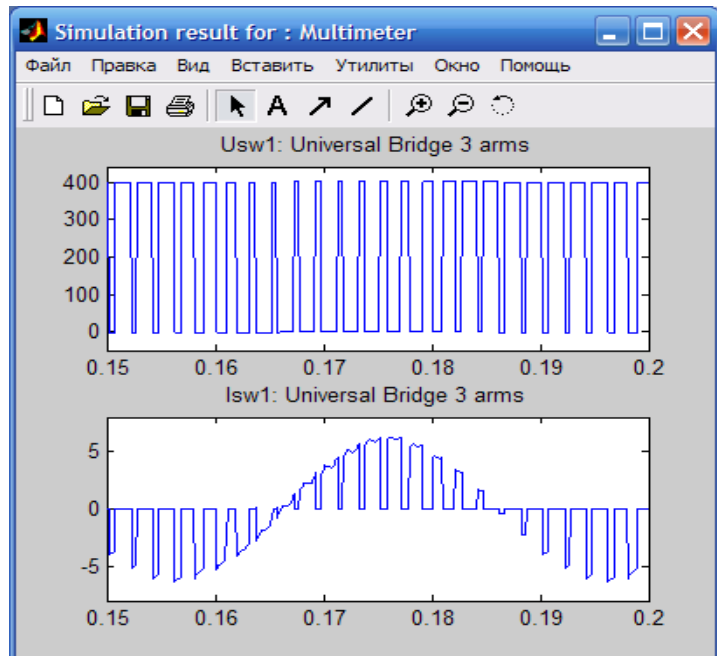 Simulation result for : Multimeter
Файл Правка Вид Вставить Утилиты Окно Помощь
A
Usw1: Universal Bridge 3 arms
400
300
200
100
0
0.15 0.16 0.17 0.18 0.19 0.2
Isw1: Universal Bridge 3 arms
5
0
-5
0.15 0.16 0.17 0.18 0.19 0.2